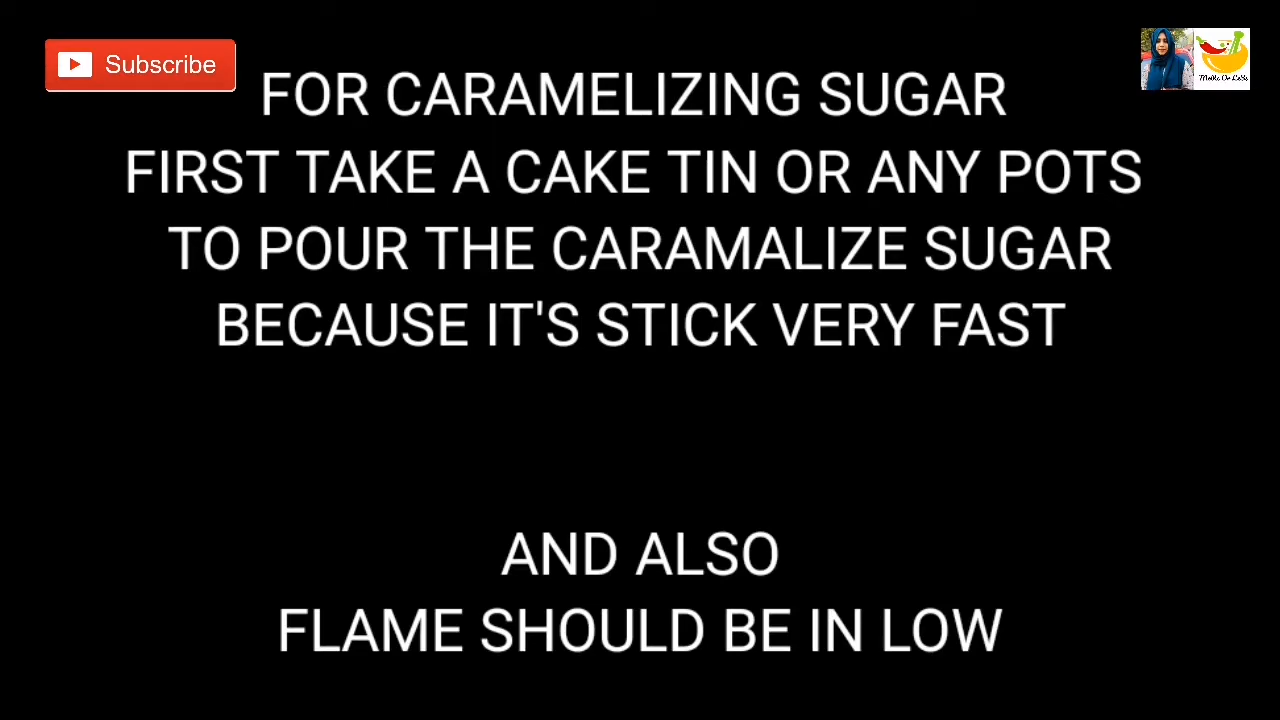 Subscribe
FOR CARAMELIZING SUGAR
FIRST TAKE A CAKE TIN OR ANY POTS
TO POUR THE CARAMALIZE SUGAR
BECAUSE IT'S STICK VERY FAST
AND ALSO
FLAME SHOULD BE IN LOW